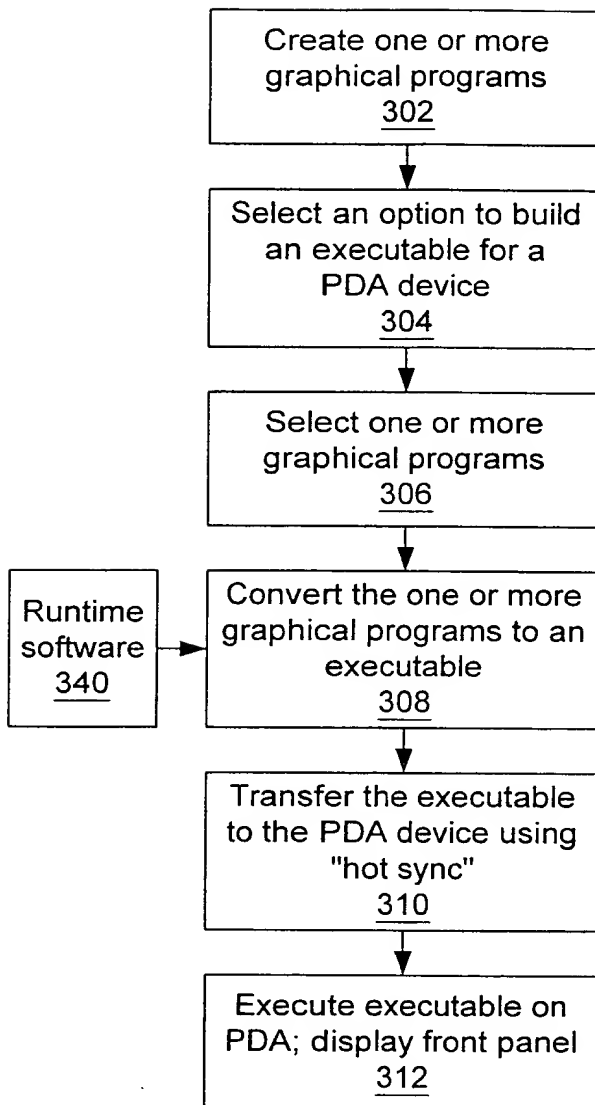 Create one or more
graphical programs
302
Select an option to build
an executable for a
PDA device
304
Select one or more
graphical programs
306
Runtime
software
340
Convert the one or more
graphical programs to an
executable
308
Transfer the executable
to the PDA device using
"hot sync"
310
Execute executable on
PDA; display front panel
312